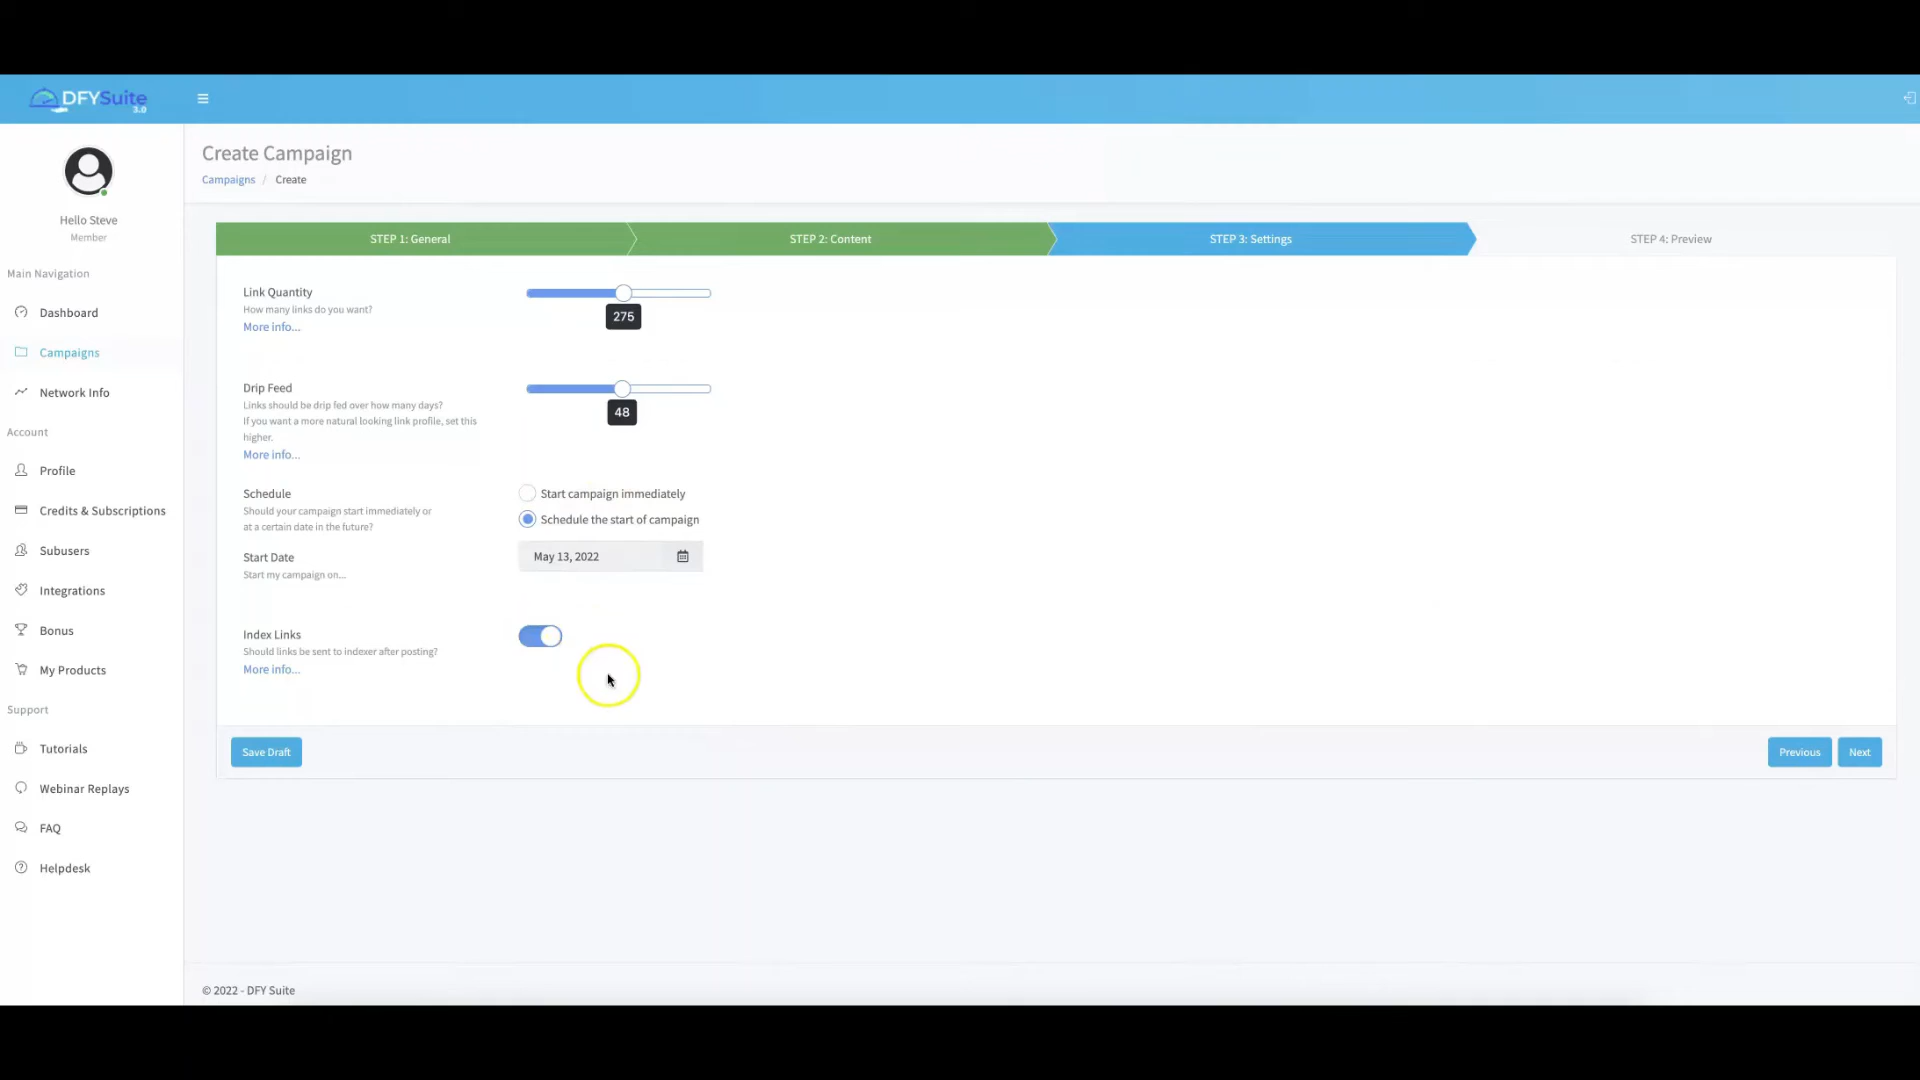 DFYSuite
3.0
Hello Steve
Member
Main Navigation
Dashboard
Campaigns
Network Info
Account
Profile
Credits & Subscriptions
Subusers
Integrations
Bonus
My Products
Support
Tutorials
Webinar Replays
FAQ
Helpdesk
Create Campaign
Campaigns / Create
STEP 1: General
STEP 2: Content
STEP 3: Settings
STEP 4: Preview
Link Quantity
How many links do you want?
More info...
275
Drip Feed
Links should be drip fed over how many days?
If you want a more natural looking link profile, set this
higher.
More info...
48
Schedule
Should your campaign start immediately or
at a certain date in the future?
Start campaign immediately
Schedule the start of campaign
Start Date
Start my campaign on...
May 13, 2022
Index Links
Should links be sent to indexer after posting?
More info...
Save Draft
Previous
Next
© 2022 - DFY Suite